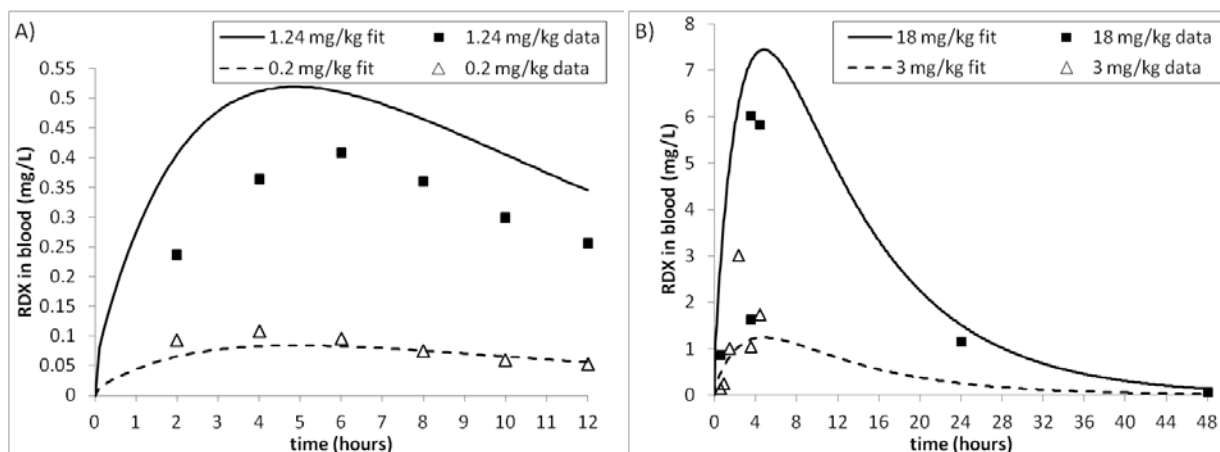 A)
1.24 mg/kg fit 1.24 mg/kg data
0.2 mg/kg fit 0.2 mg/kg data
0.55
0.5
0.45
0.4
0.35
0.3
0.25
0.2
0.15
0.1
0.05
0
RDX in blood (mg/L)
0 1 2 3 4 5 6 7 8 9 10 11 12
time (hours)
B)
18 mg/kg fit 18 mg/kg data
3 mg/kg fit 3 mg/kg data
8
7
6
5
4
3
2
1
0
RDX in blood (mg/L)
0 4 8 12 16 20 24 28 32 36 40 44 48
time (hours)